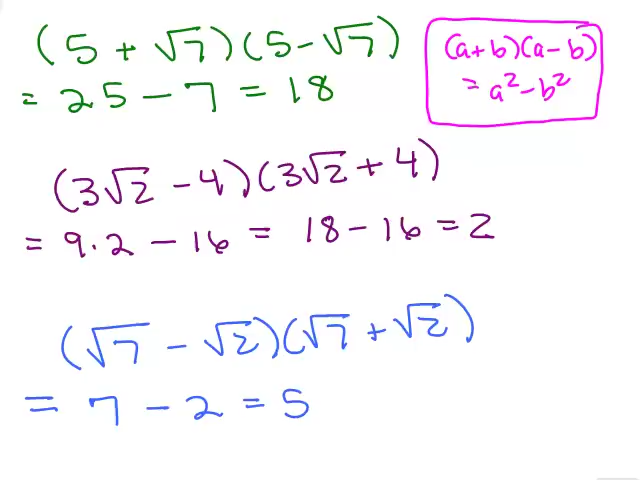 (5 + √7)(5 - √7)
= 25 - 7 = 18
(a + b)(a - b)
= a² - b²
(3√2 - 4)(3√2 + 4)
= 9 · 2 - 16 = 18 - 16 = 2
(√7 - √2)(√7 + √2)
= 7 - 2 = 5